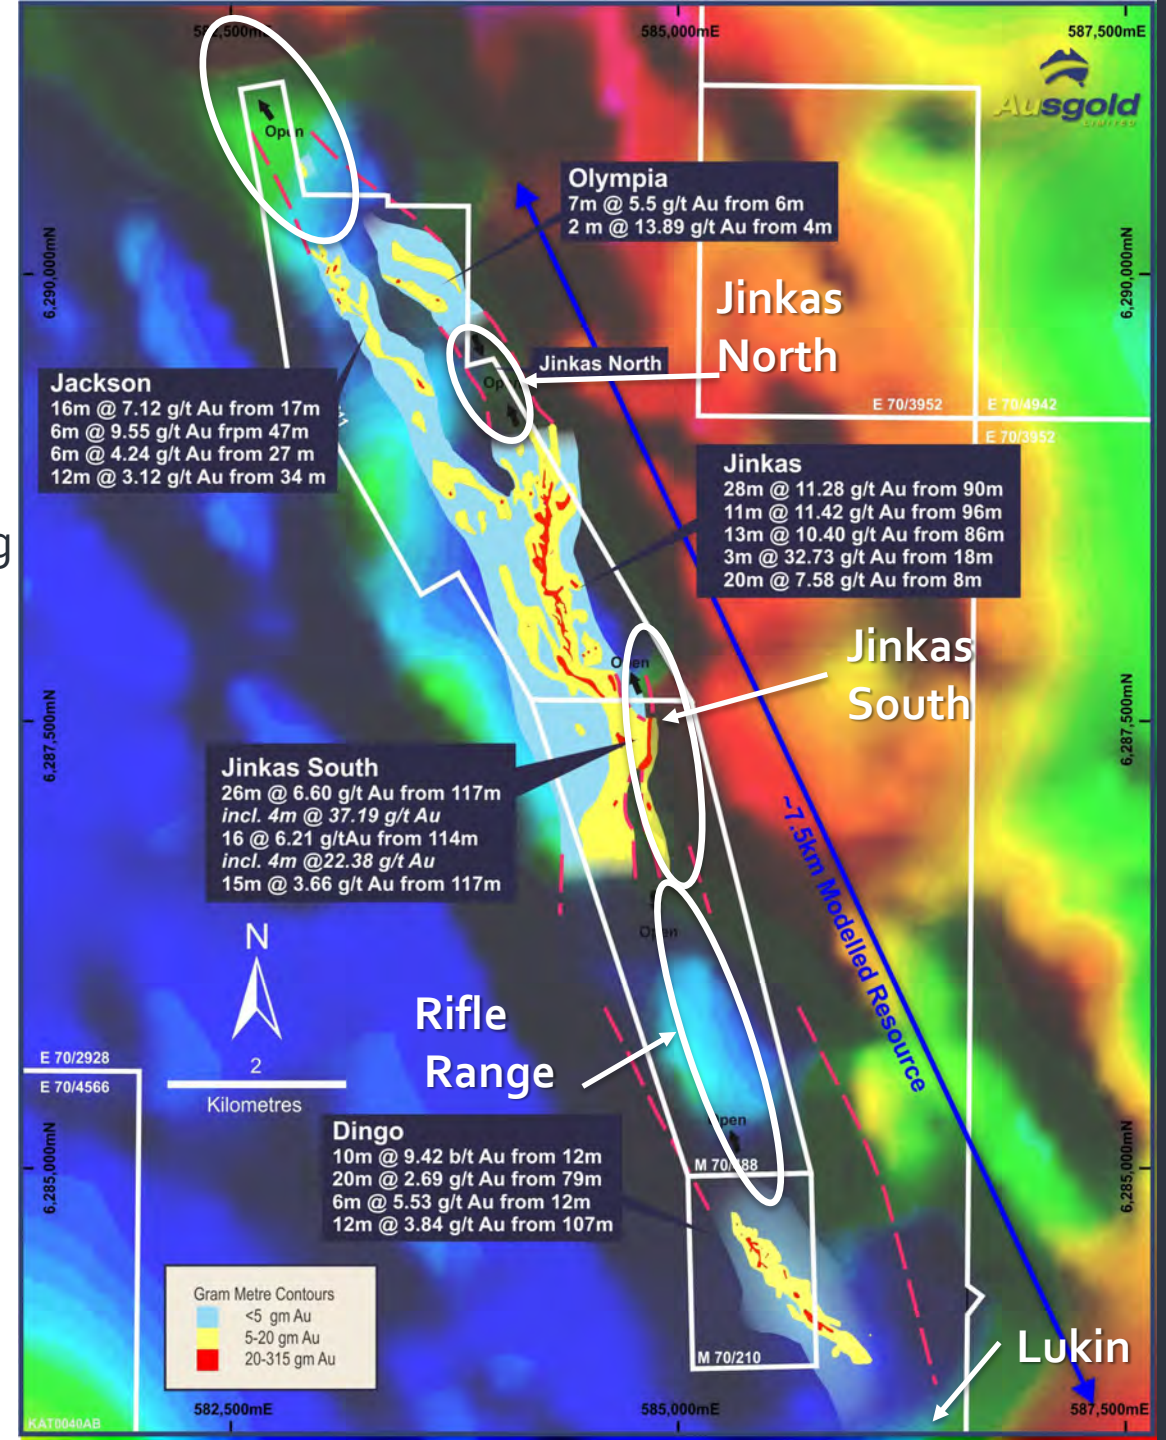 582,500mE
585,000mE
587,500mE
Ausgold
LIMITED
Open
Olympia
7m @ 5.5 g/t Au from 6m
2 m @ 13.89 g/t Au from 4m
6,290,000mN
6,290,000mN
Jinkas
North
Jinkas North
Open
Jackson
16m @ 7.12 g/t Au from 17m
6m @ 9.55 g/t Au frpm 47m
6m @ 4.24 g/t Au from 27 m
12m @ 3.12 g/t Au from 34 m
E 70/3952
E 70/4942
E 70/3952
Jinkas
28m @ 11.28 g/t Au from 90m
11m @ 11.42 g/t Au from 96m
13m @ 10.40 g/t Au from 86m
3m @ 32.73 g/t Au from 18m
20m @ 7.58 g/t Au from 8m
g
Jinkas
South
Open
6,287,500mN
6,287,500mN
Jinkas South
26m @ 6.60 g/t Au from 117m
incl. 4m @ 37.19 g/t Au
16 @ 6.21 g/tAu from 114m
incl. 4m @22.38 g/t Au
15m @ 3.66 g/t Au from 117m
~7.5km Modelled Resource
Open
N
2
Kilometres
Rifle
Range
E 70/2928
E 70/4566
Open
Dingo
10m @ 9.42 b/t Au from 12m
20m @ 2.69 g/t Au from 79m
6m @ 5.53 g/t Au from 12m
12m @ 3.84 g/t Au from 107m
6,285,000mN
6,285,000mN
Gram Metre Contours
<5 gm Au
5-20 gm Au
20-315 gm Au
M 70/210
Lukin
KAT0040AB
582,500mE
585,000mE
587,500mE